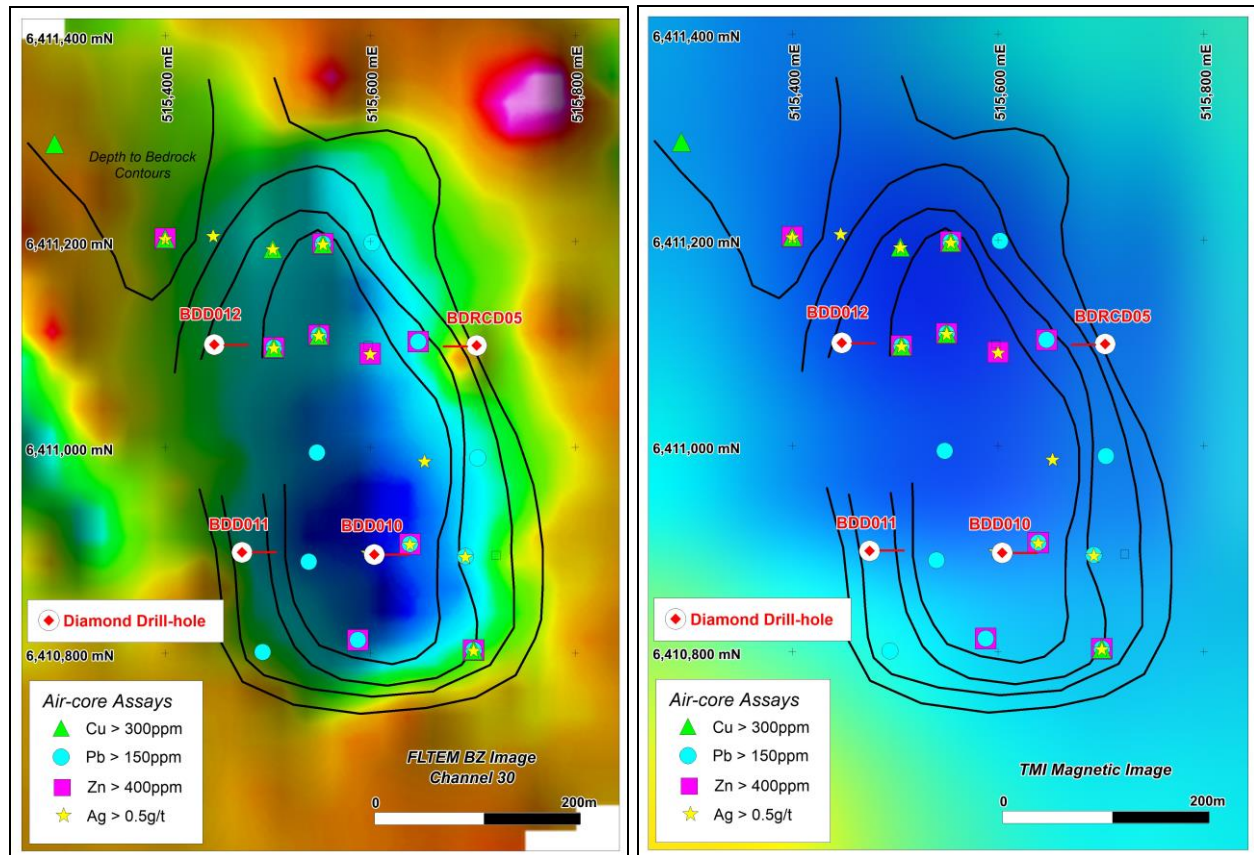 6,411,400 mN
515,400 mE
515,600 mE
515,800 mE
Depth to Bedrock
Contours
6,411,200 mN
BDD012
BDRCD05
6,411,000 mN
BDD011
BDD010
Diamond Drill-hole
6,410,800 mN
Air-core Assays
Cu > 300ppm
Pb > 150ppm
Zn > 400ppm
Ag > 0.5g/t
FLTEM BZ Image
Channel 30
0
200m
6,411,400 mN
515,400 mE
515,600 mE
515,800 mE
6,411,200 mN
BDD012
BDRCD05
6,411,000 mN
BDD011
BDD010
Diamond Drill-hole
6,410,800 mN
Air-core Assays
Cu > 300ppm
Pb > 150ppm
Zn > 400ppm
Ag > 0.5g/t
TMI Magnetic Image
0
200m